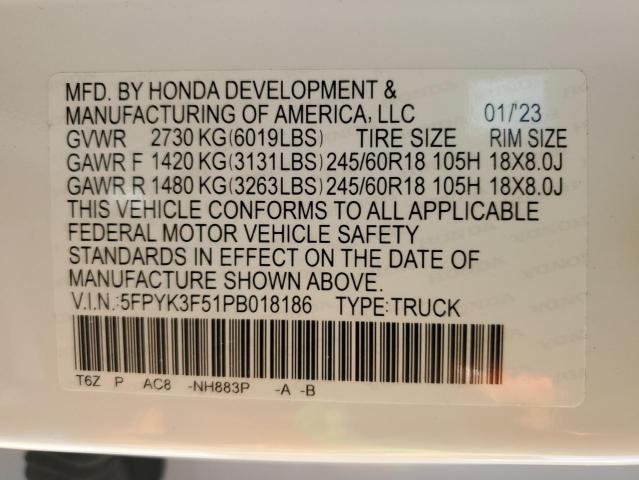 MFD. BY HONDA DEVELOPMENT &
MANUFACTURING OF AMERICA, LLC 01/'23
GVWR 2730 KG(6019LBS) TIRE SIZE RIM SIZE
GAWR F 1420 KG(3131LBS) 245/60R18 105H 18X8.0J
GAWR R 1480 KG(3263LBS) 245/60R18 105H 18X8.0J
THIS VEHICLE CONFORMS TO ALL APPLICABLE
FEDERAL MOTOR VEHICLE SAFETY
STANDARDS IN EFFECT ON THE DATE OF
MANUFACTURE SHOWN ABOVE.
V.I.N.:5FPYK3F51PB018186 TYPE:TRUCK
T6Z P AC8 -NH883P -A -B